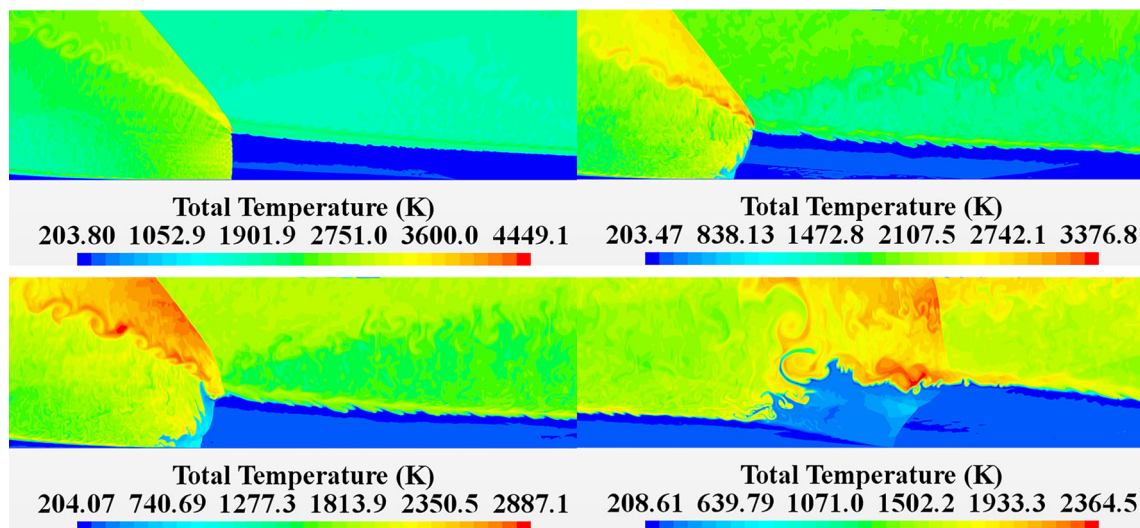 Total Temperature (K)
203.80 1052.9 1901.9 2751.0 3600.0 4449.1
Total Temperature (K)
203.47 838.13 1472.8 2107.5 2742.1 3376.8
Total Temperature (K)
204.07 740.69 1277.3 1813.9 2350.5 2887.1
Total Temperature (K)
208.61 639.79 1071.0 1502.2 1933.3 2364.5